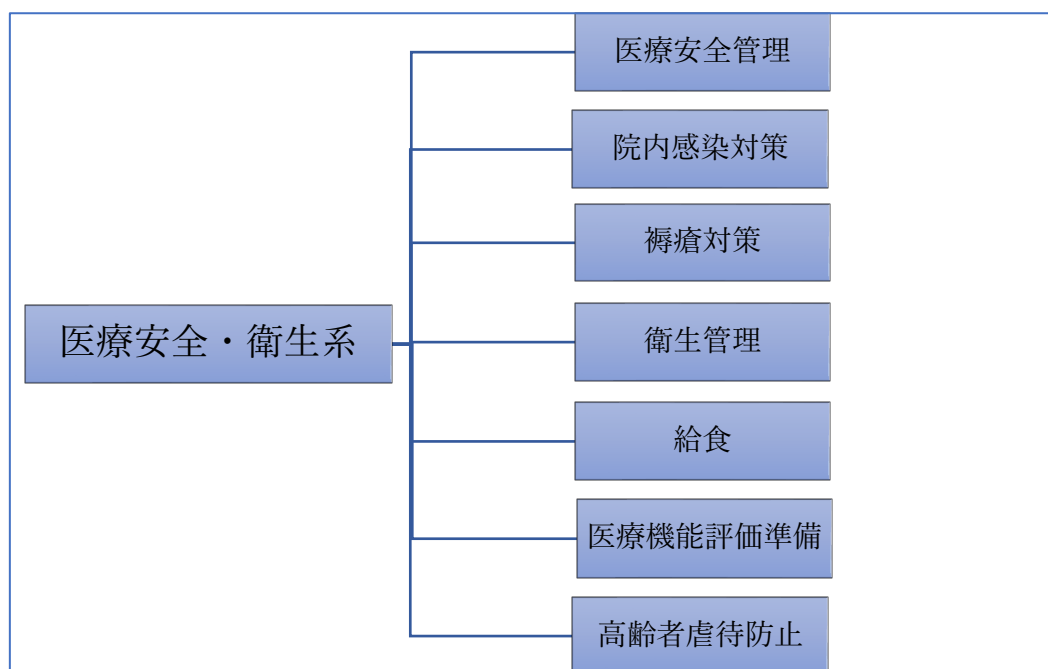 医療安全管理
院内感染対策
褥瘡対策
医療安全・衛生系
衛生管理
給食
医療機能評価準備
高齢者虐待防止